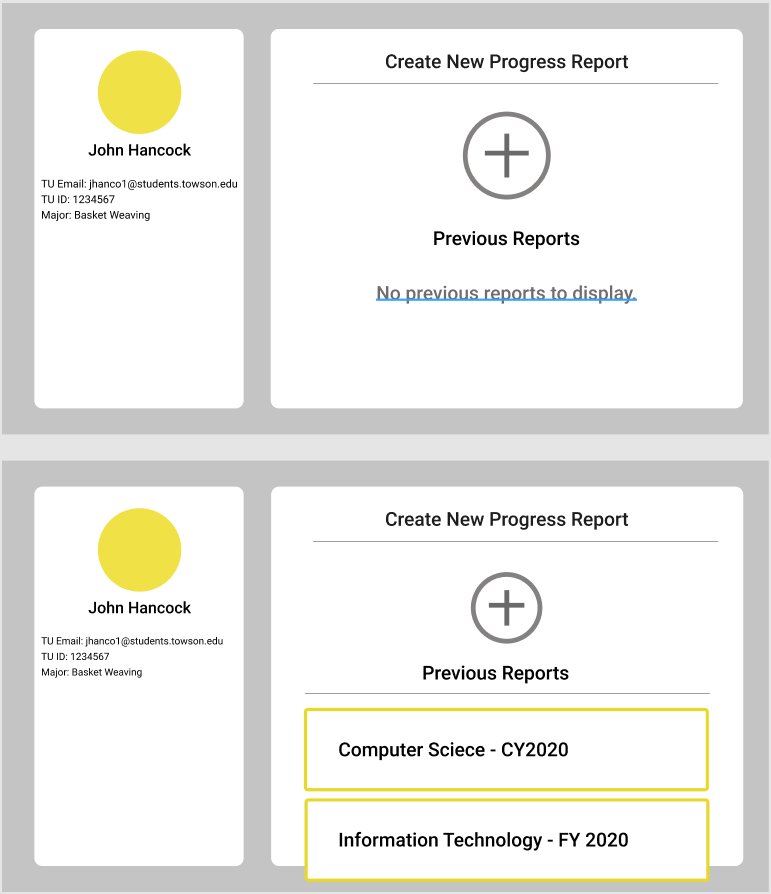 John Hancock
TU Email: jhanco1@students.towson.edu
TU ID: 1234567
Major: Basket Weaving
Create New Progress Report
Previous Reports
No previous reports to display.
John Hancock
TU Email: jhanco1@students.towson.edu
TU ID: 1234567
Major: Basket Weaving
Create New Progress Report
Previous Reports
Computer Sciece - CY2020
Information Technology - FY 2020